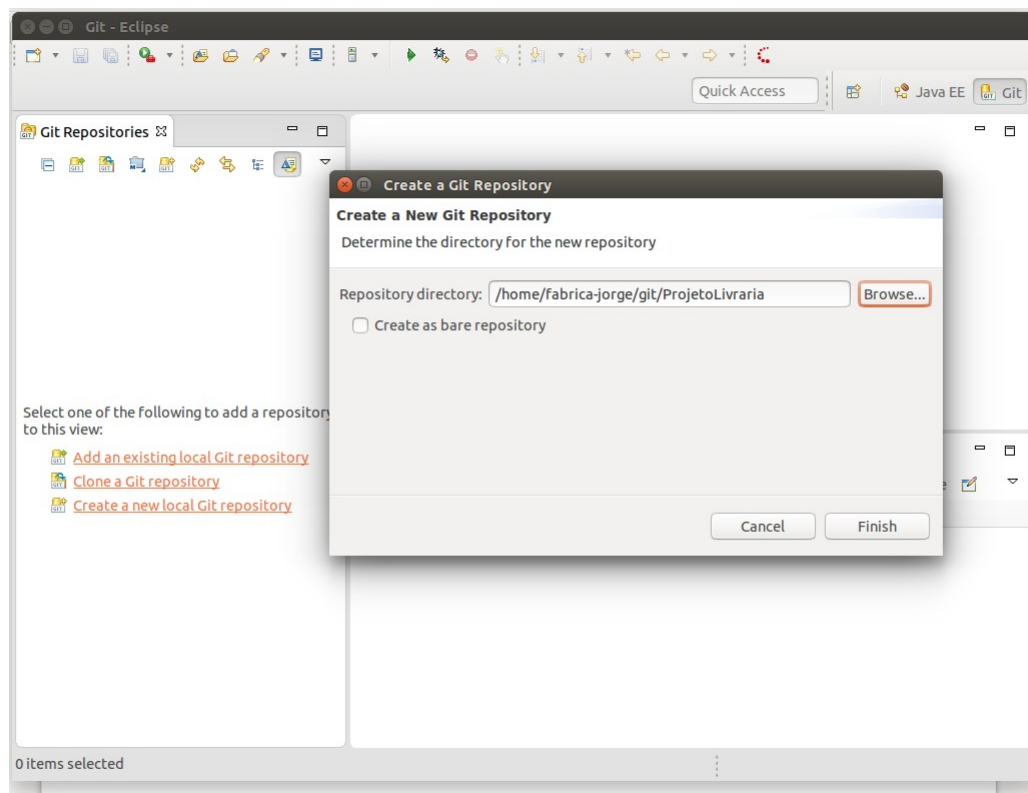 Git - Eclipse
Quick Access
Java EE
Git
Git Repositories
Create a Git Repository
Create a New Git Repository
Determine the directory for the new repository
Repository directory: /home/fabrica-jorge/git/ProjetoLivraria Browse...
Create as bare repository
Select one of the following to add a repository
to this view:
Add an existing local Git repository
Clone a Git repository
Create a new local Git repository
Cancel Finish
0 items selected